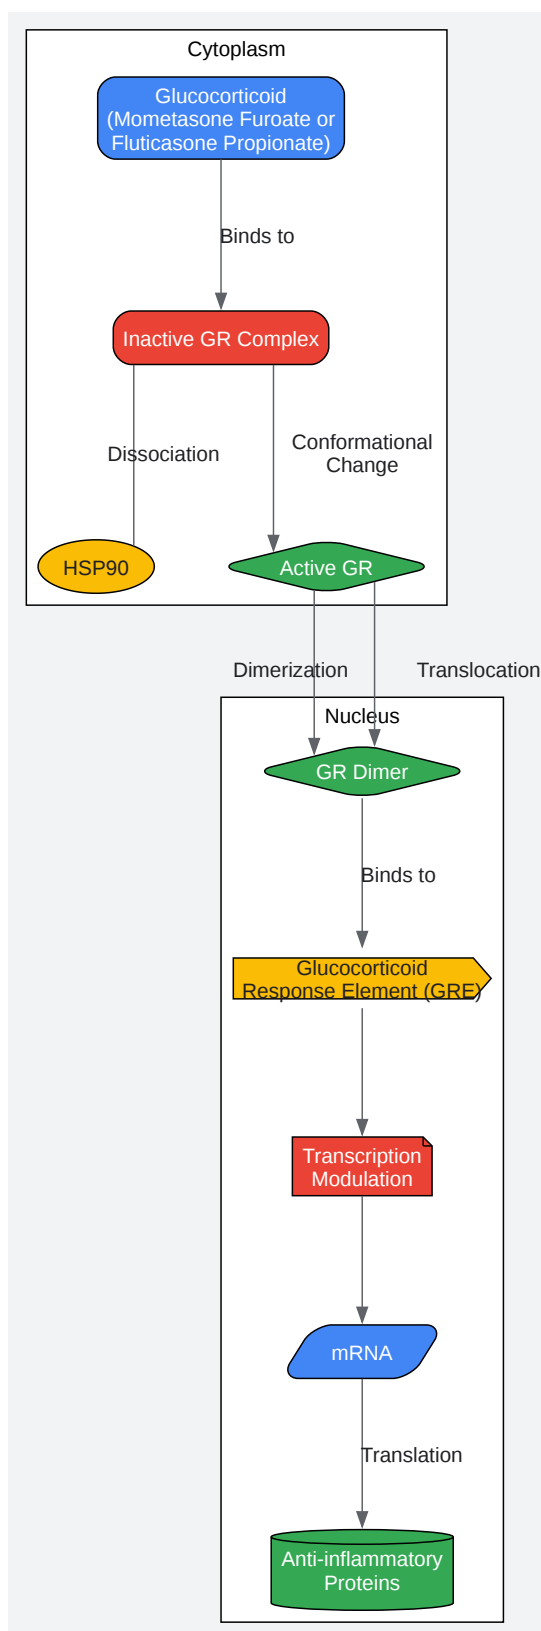 Cytoplasm
Glucocorticoid
(Mometasone Furoate or
Fluticasone Propionate)
Binds to
Inactive GR Complex
Dissociation
Conformational
Change
HSP90
Active GR
Dimerization
Translocation
Nucleus
GR Dimer
Binds to
Glucocorticoid
Response Element (GRE)
Transcription
Modulation
mRNA
Translation
Anti-inflammatory
Proteins